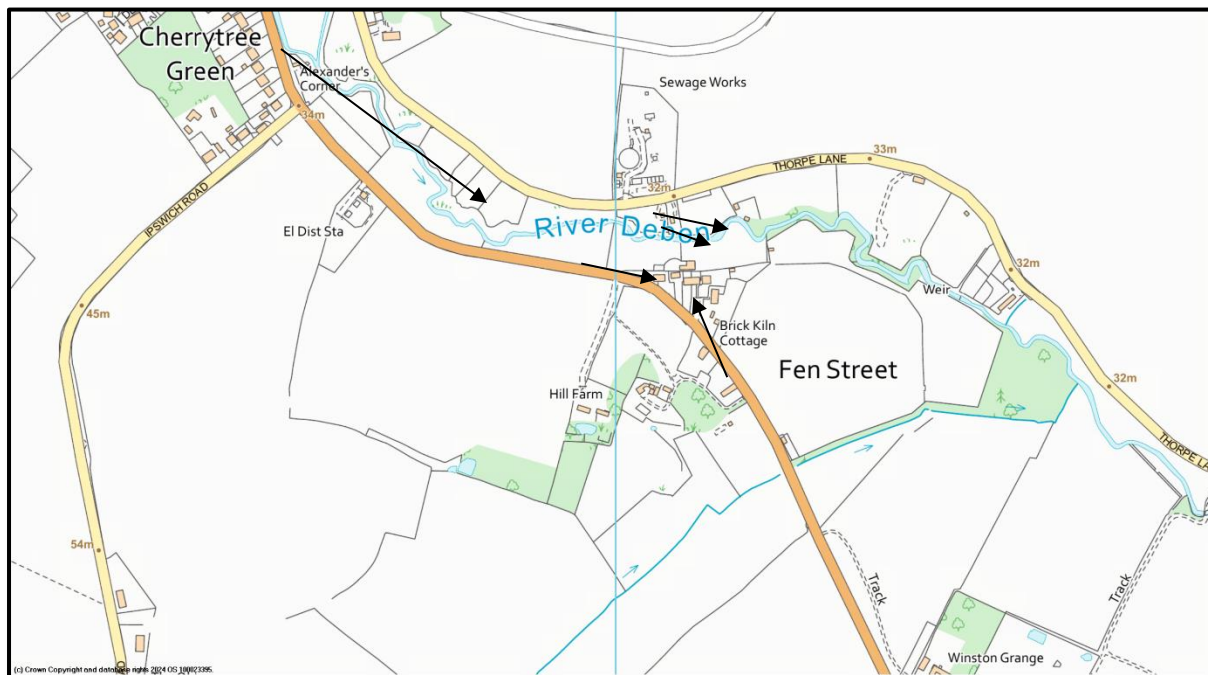 Cherrytree
Green
Alexander's
Corner
34m
Sewage Works
IPSWICH ROAD
THORPE LANE
33m
32m
El Dist Sta
River Deben
32m
45m
Weir
Brick Kiln
Cottage
Fen Street
Hill Farm
32m
THORPE LA
54m
Track
Track
Winston Grange
(c) Crown Copyright and database rights 2024 OS 100023395.